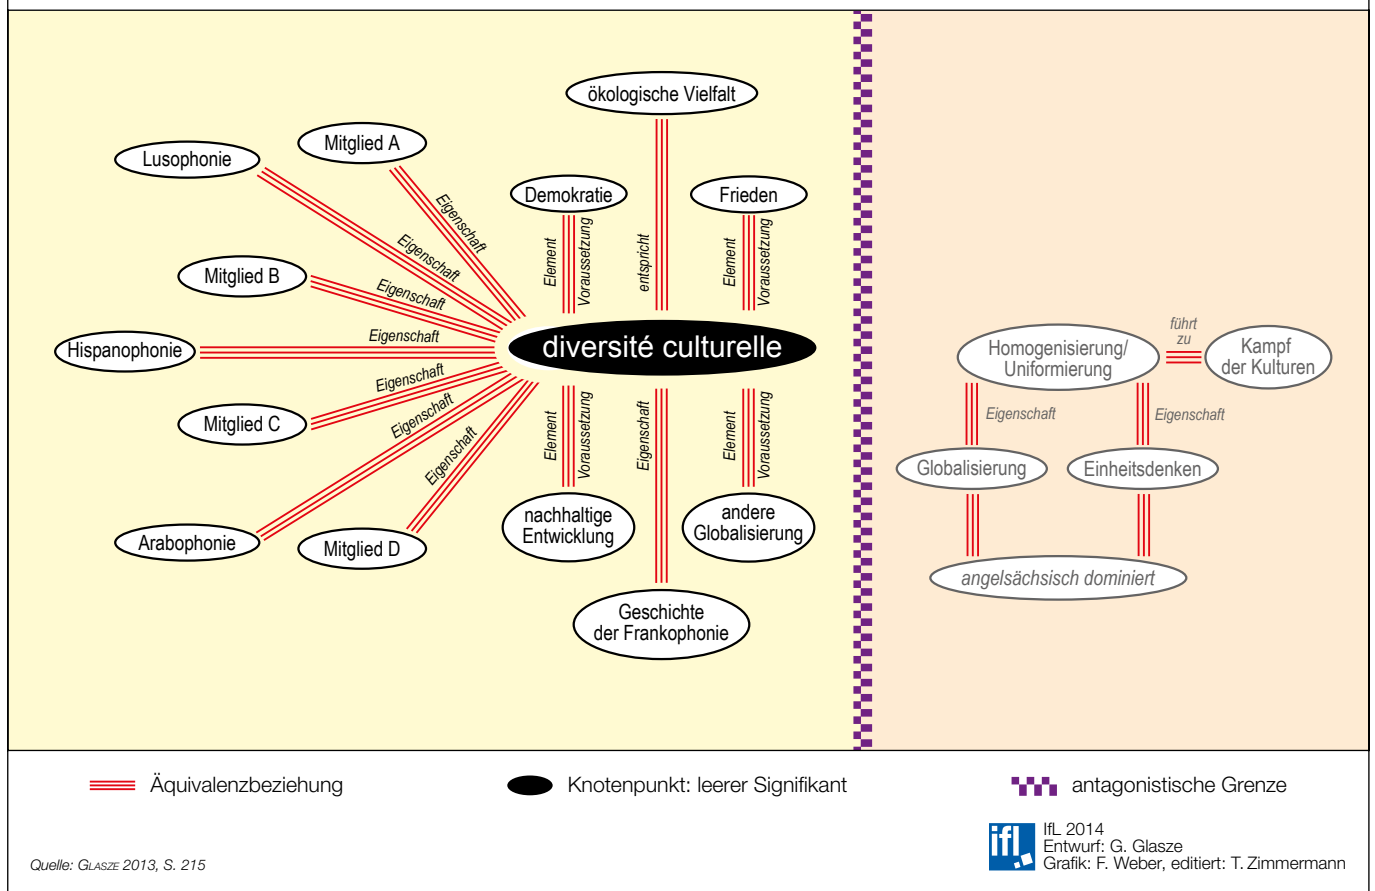 ökologische Vielfalt
Mitglied A
Lusophonie
Demokratie
Frieden
Eigenschaft
Eigenschaft
Element
Voraussetzung
entspricht
Element
Voraussetzung
Mitglied B
Eigenschaft
Hispanophonie
Eigenschaft
diversité culturelle
Eigenschaft
Mitglied C
Eigenschaft
Eigenschaft
Element
Voraussetzung
Eigenschaft
Element
Voraussetzung
Arabophonie
Mitglied D
nachhaltige
Entwicklung
andere
Globalisierung
Geschichte
der Frankophonie
Homogenisierung/
Uniformierung
führt
zu
Kampf
der Kulturen
Eigenschaft
Eigenschaft
Globalisierung
Einheitsdenken
angelsächsisch dominiert
Äquivalenzbeziehung
Knotenpunkt: leerer Signifikant
antagonistische Grenze
ifl
IfL 2014
Entwurf: G. Glasze
Grafik: F. Weber, editiert: T. Zimmermann
Quelle: GLASZE 2013, S. 215